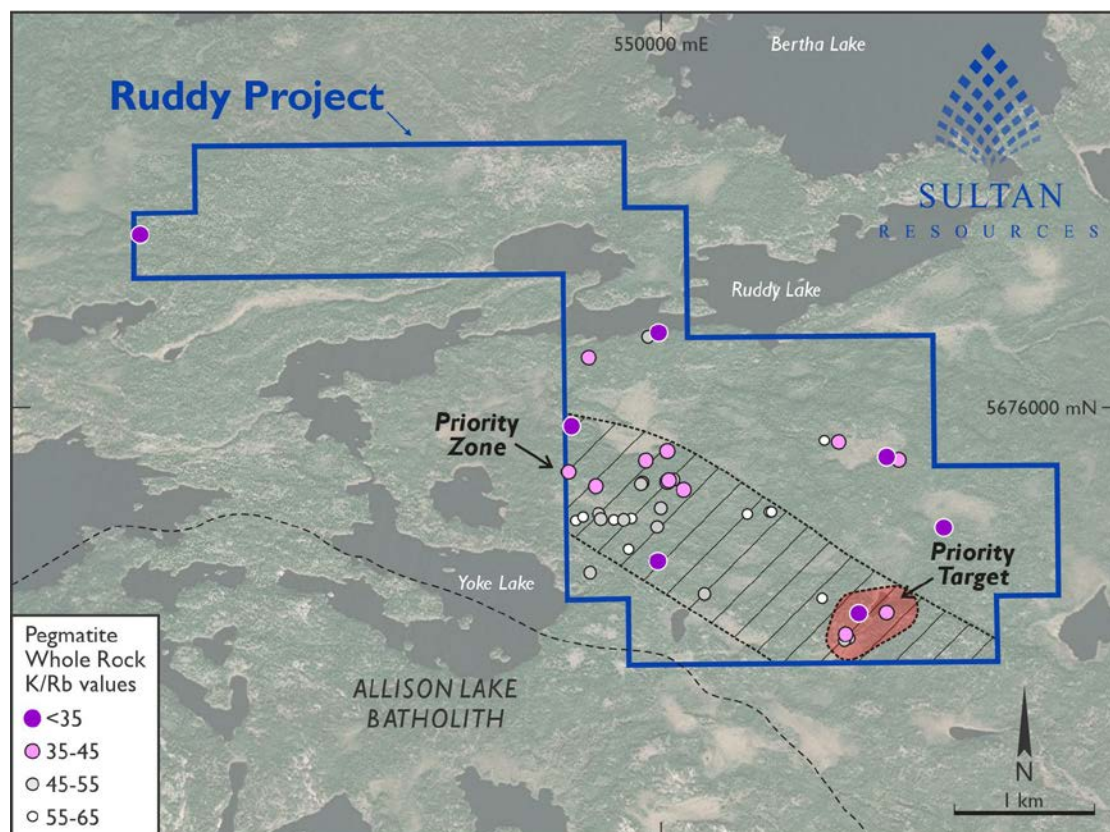 550000 mE
Bertha Lake
Ruddy Project
SULTAN
RESOURCES
Ruddy Lake
5676000 mN
Priority
Zone
Priority
Target
Yoke Lake
ALLISON LAKE
BATHOLITH
Pegmatite
Whole Rock
K/Rb values
<35
35-45
45-55
55-65
N
1 km